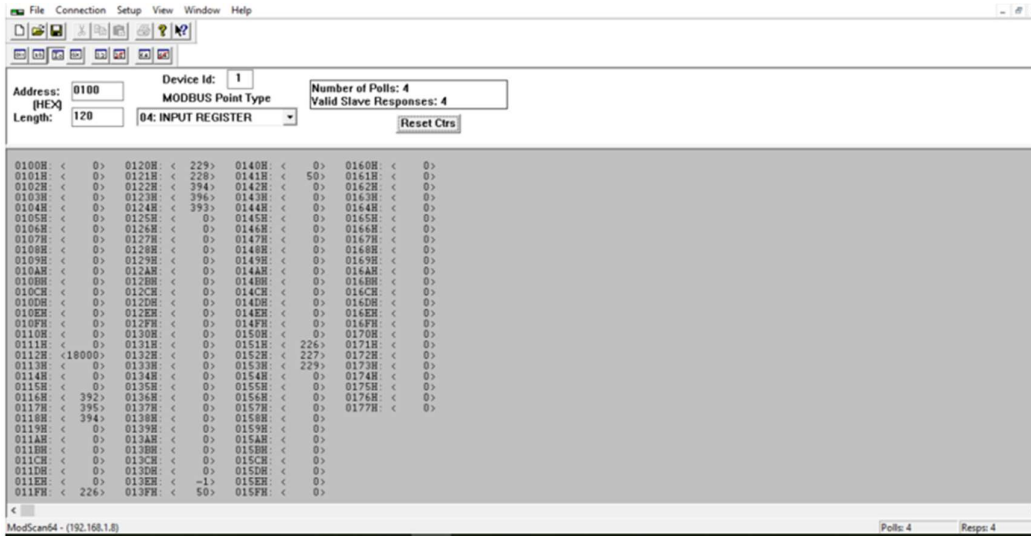 File Connection Setup View Window Help
Address: 0100 Device Id: 1 Number of Polls: 4
(HEX) MODBUS Point Type Valid Slave Responses: 4
Length: 120 04: INPUT REGISTER Reset Ctrs
0100H: < 0> 0120H: < 229> 0140H: < 0> 0160H: < 0>
0101H: < 0> 0121H: < 228> 0141H: < 50> 0161H: < 0>
0102H: < 0> 0122H: < 394> 0142H: < 0> 0162H: < 0>
0103H: < 0> 0123H: < 396> 0143H: < 0> 0163H: < 0>
0104H: < 0> 0124H: < 393> 0144H: < 0> 0164H: < 0>
0105H: < 0> 0125H: < 0> 0145H: < 0> 0165H: < 0>
0106H: < 0> 0126H: < 0> 0146H: < 0> 0166H: < 0>
0107H: < 0> 0127H: < 0> 0147H: < 0> 0167H: < 0>
0108H: < 0> 0128H: < 0> 0148H: < 0> 0168H: < 0>
0109H: < 0> 0129H: < 0> 0149H: < 0> 0169H: < 0>
010AH: < 0> 012AH: < 0> 014AH: < 0> 016AH: < 0>
010BH: < 0> 012BH: < 0> 014BH: < 0> 016BH: < 0>
010CH: < 0> 012CH: < 0> 014CH: < 0> 016CH: < 0>
010DH: < 0> 012DH: < 0> 014DH: < 0> 016DH: < 0>
010EH: < 0> 012EH: < 0> 014EH: < 0> 016EH: < 0>
010FH: < 0> 012FH: < 0> 014FH: < 0> 016FH: < 0>
0110H: < 0> 0130H: < 0> 0150H: < 0> 0170H: < 0>
0111H: < 0> 0131H: < 0> 0151H: < 226> 0171H: < 0>
0112H: <18000> 0132H: < 0> 0152H: < 227> 0172H: < 0>
0113H: < 0> 0133H: < 0> 0153H: < 229> 0173H: < 0>
0114H: < 0> 0134H: < 0> 0154H: < 0> 0174H: < 0>
0115H: < 0> 0135H: < 0> 0155H: < 0> 0175H: < 0>
0116H: < 392> 0136H: < 0> 0156H: < 0> 0176H: < 0>
0117H: < 395> 0137H: < 0> 0157H: < 0> 0177H: < 0>
0118H: < 394> 0138H: < 0> 0158H: < 0>
0119H: < 0> 0139H: < 0> 0159H: < 0>
011AH: < 0> 013AH: < 0> 015AH: < 0>
011BH: < 0> 013BH: < 0> 015BH: < 0>
011CH: < 0> 013CH: < 0> 015CH: < 0>
011DH: < 0> 013DH: < 0> 015DH: < 0>
011EH: < 0> 013EH: < -1> 015EH: < 0>
011FH: < 226> 013FH: < 50> 015FH: < 0>
ModScan64 - (192.168.1.8) Polls: 4 Resps: 4